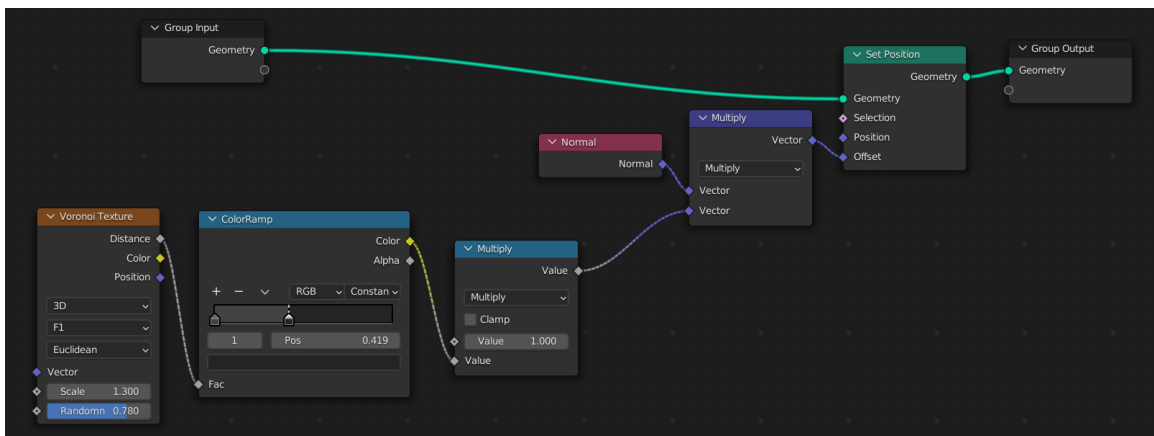 Group Input
Geometry
Set Position
Geometry
Geometry
Selection
Position
Offset
Group Output
Geometry
Multiply
Vector
Multiply
Vector
Vector
Normal
Normal
Voronoi Texture
Distance
Color
Position
3D
F1
Euclidean
Vector
Scale 1.300
Randomn 0.780
ColorRamp
Color
Alpha
RGB Constan
1 Pos 0.419
Fac
Multiply
Value
Multiply
Clamp
Value 1.000
Value